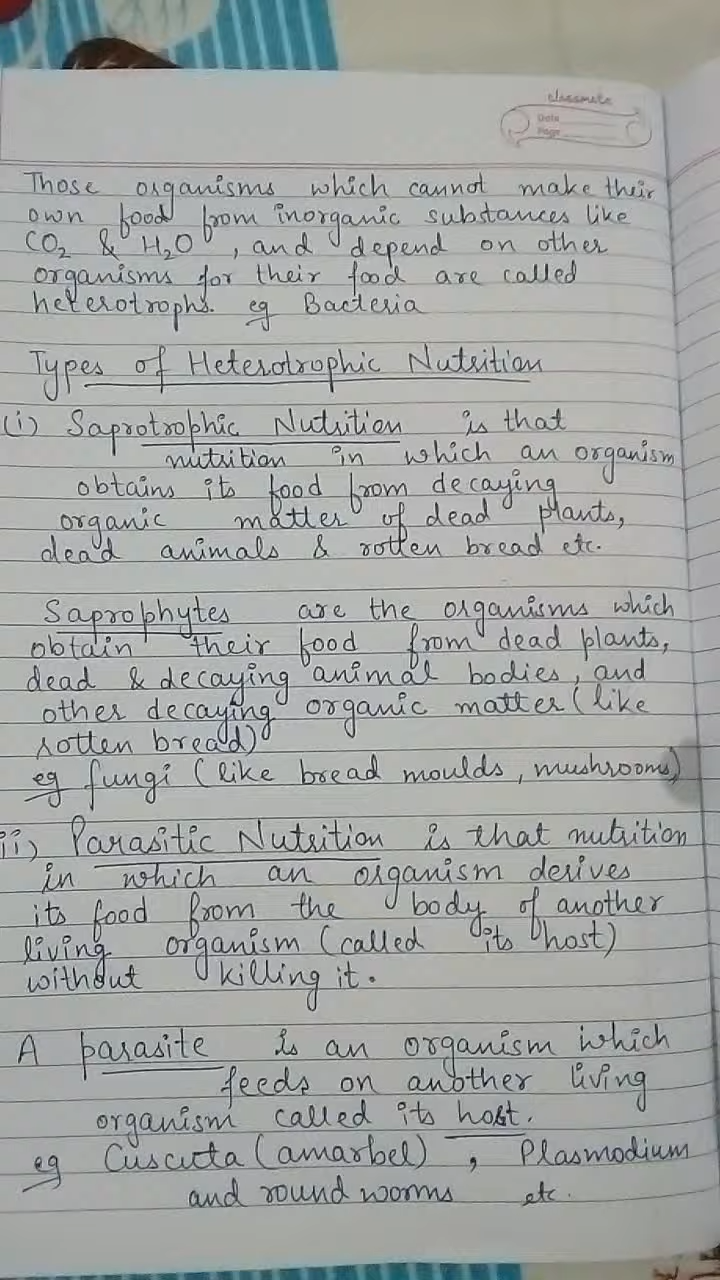 classmate
Date
Page
Those organisms which cannot make their
own food from inorganic substances like
CO₂ & H₂O, and depend on other
organisms for their food are called
heterotrophs. eg Bacteria
Types of Heterotrophic Nutrition
(i) Saprotrophic Nutrition is that
nutrition in which an organism
obtains its food from decaying
organic matter of dead plants,
dead animals & rotten bread etc.
Saprophytes are the organisms which
obtain their food from dead plants,
dead & decaying animal bodies, and
other decaying organic matter (like
rotten bread)
eg fungi (like bread moulds, mushrooms)
ii) Parasitic Nutrition is that nutrition
in which an organism derives
its food from the body of another
living organism (called its host)
without killing it.
A parasite is an organism which
feeds on another living
organism called its host.
eg Cuscuta (amarbel), Plasmodium
and round worms etc.